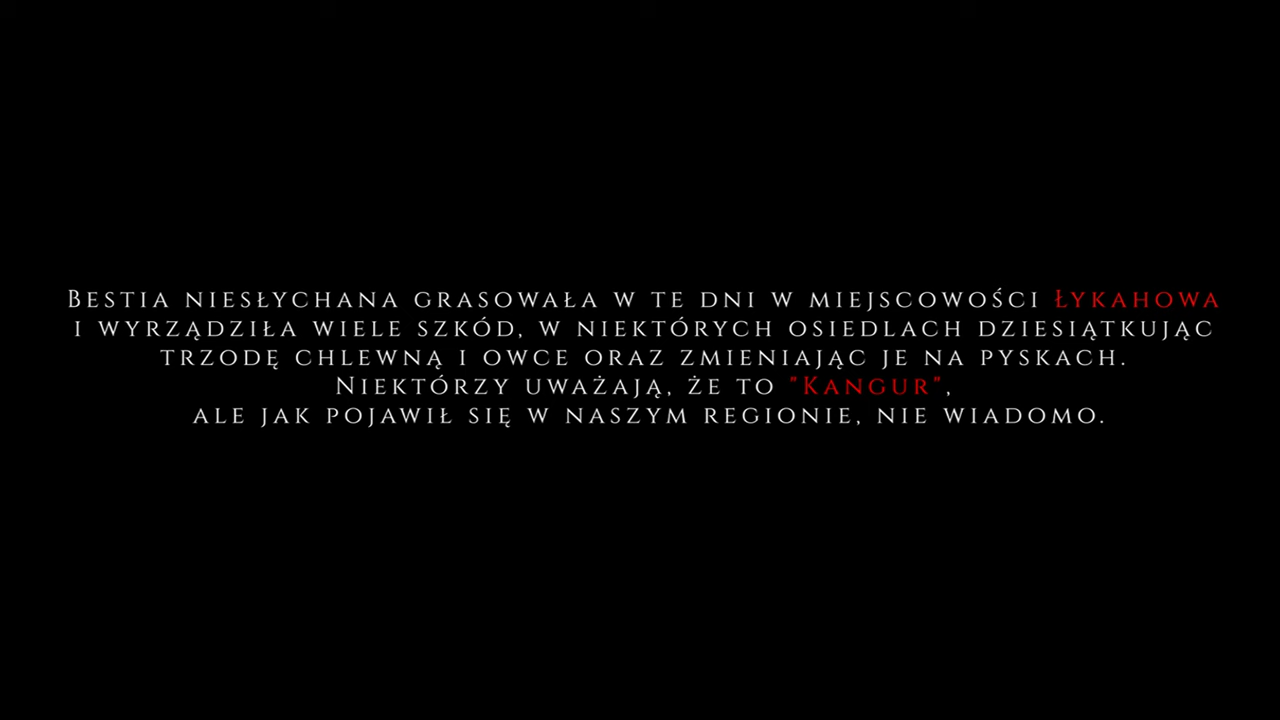 Bestia niesłychana grasowała w te dni w miejscowości Łykahowa
i wyrządziła wiele szkód, w niektórych osiedlach dziesiątkując
trzodę chlewną i owce oraz zmieniając je na pyskach.
Niektórzy uważają, że to "Kangur",
ale jak pojawił się w naszym regionie, nie wiadomo.